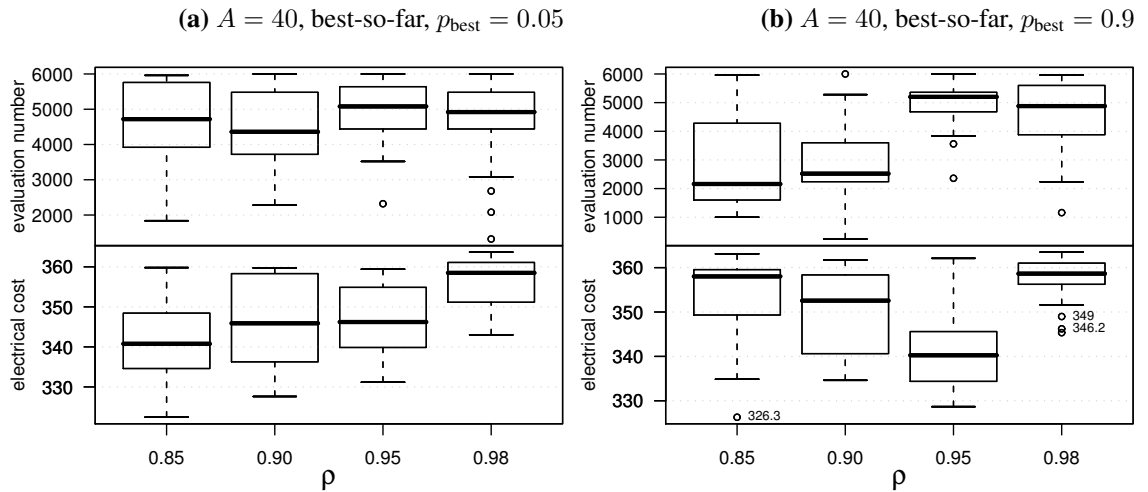 (a) A = 40, best-so-far, p_best = 0.05
evaluation number
6000
5000
4000
3000
2000
electrical cost
360
350
340
330
0.85 0.90 0.95 0.98
ρ
(b) A = 40, best-so-far, p_best = 0.9
evaluation number
6000
5000
4000
3000
2000
1000
electrical cost
360
350
340
330
349
346.2
326.3
0.85 0.90 0.95 0.98
ρ